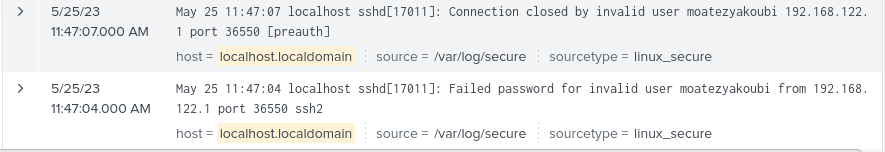 5/25/23 May 25 11:47:07 localhost sshd[17011]: Connection closed by invalid user moatezyakoubi 192.168.122.
11:47:07.000 AM 1 port 36550 [preauth]
host = localhost.localdomain source = /var/log/secure sourcetype = linux_secure
5/25/23 May 25 11:47:04 localhost sshd[17011]: Failed password for invalid user moatezyakoubi from 192.168.
11:47:04.000 AM 122.1 port 36550 ssh2
host = localhost.localdomain source = /var/log/secure sourcetype = linux_secure